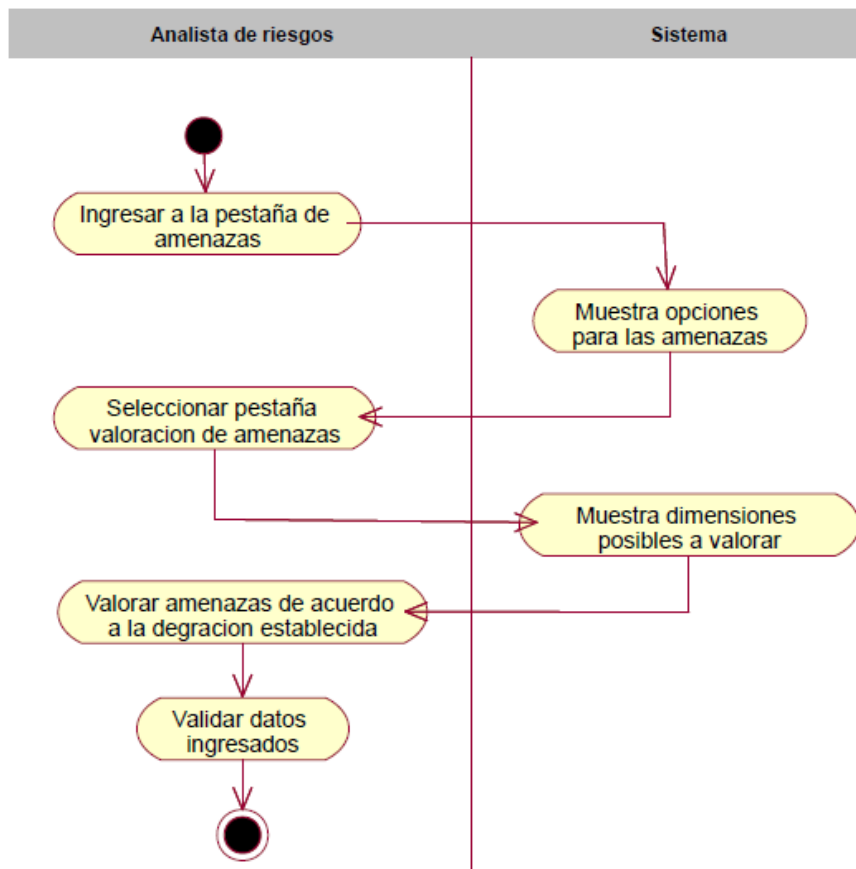 Analista de riesgos
Sistema
Ingresar a la pestaña de
amenazas
Muestra opciones
para las amenazas
Seleccionar pestaña
valoracion de amenazas
Muestra dimensiones
posibles a valorar
Valorar amenazas de acuerdo
a la degracion establecida
Validar datos
ingresados